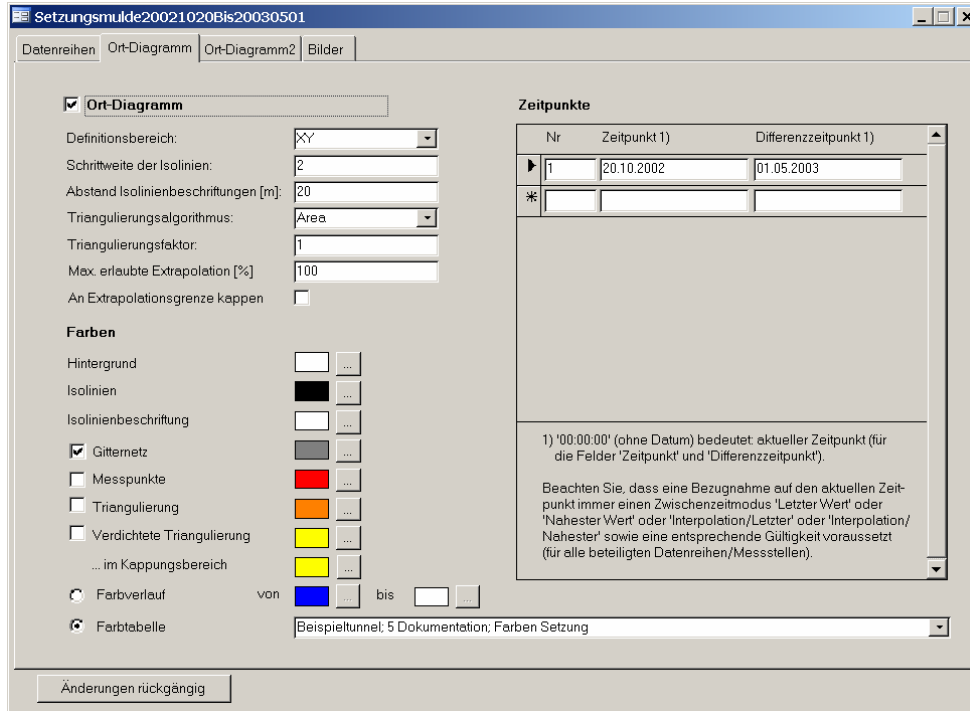 Setzungsmulde20021020Bis20030501
Datenreihen Ort-Diagramm Ort-Diagramm2 Bilder
Ort-Diagramm
Definitionsbereich: XY
Schrittweite der Isolinien: 2
Abstand Isolinienbeschriftungen [m]: 20
Triangulierungsalgorithmus: Area
Triangulierungsfaktor: 1
Max. erlaubte Extrapolation [%] 100
An Extrapolationsgrenze kappen
Farben
Hintergrund ...
Isolinien ...
Isolinienbeschriftung ...
Gitternetz ...
Messpunkte ...
Triangulierung ...
Verdichtete Triangulierung ...
... im Kappungsbereich ...
Farbverlauf von ... bis ...
Farbtabelle Beispieltunnel; 5 Dokumentation; Farben Setzung
Zeitpunkte
Nr Zeitpunkt 1) Differenzzeitpunkt 1)
1 20.10.2002 01.05.2003
1) '00:00:00' (ohne Datum) bedeutet: aktueller Zeitpunkt (für
die Felder 'Zeitpunkt' und 'Differenzzeitpunkt').
Beachten Sie, dass eine Bezugnahme auf den aktuellen Zeit-
punkt immer einen Zwischenzeitmodus 'Letzter Wert' oder
'Nahester Wert' oder 'Interpolation/Letzter' oder 'Interpolation/
Nahester' sowie eine entsprechende Gültigkeit voraussetzt
(für alle beteiligten Datenreihen/Messstellen).
Änderungen rückgängig